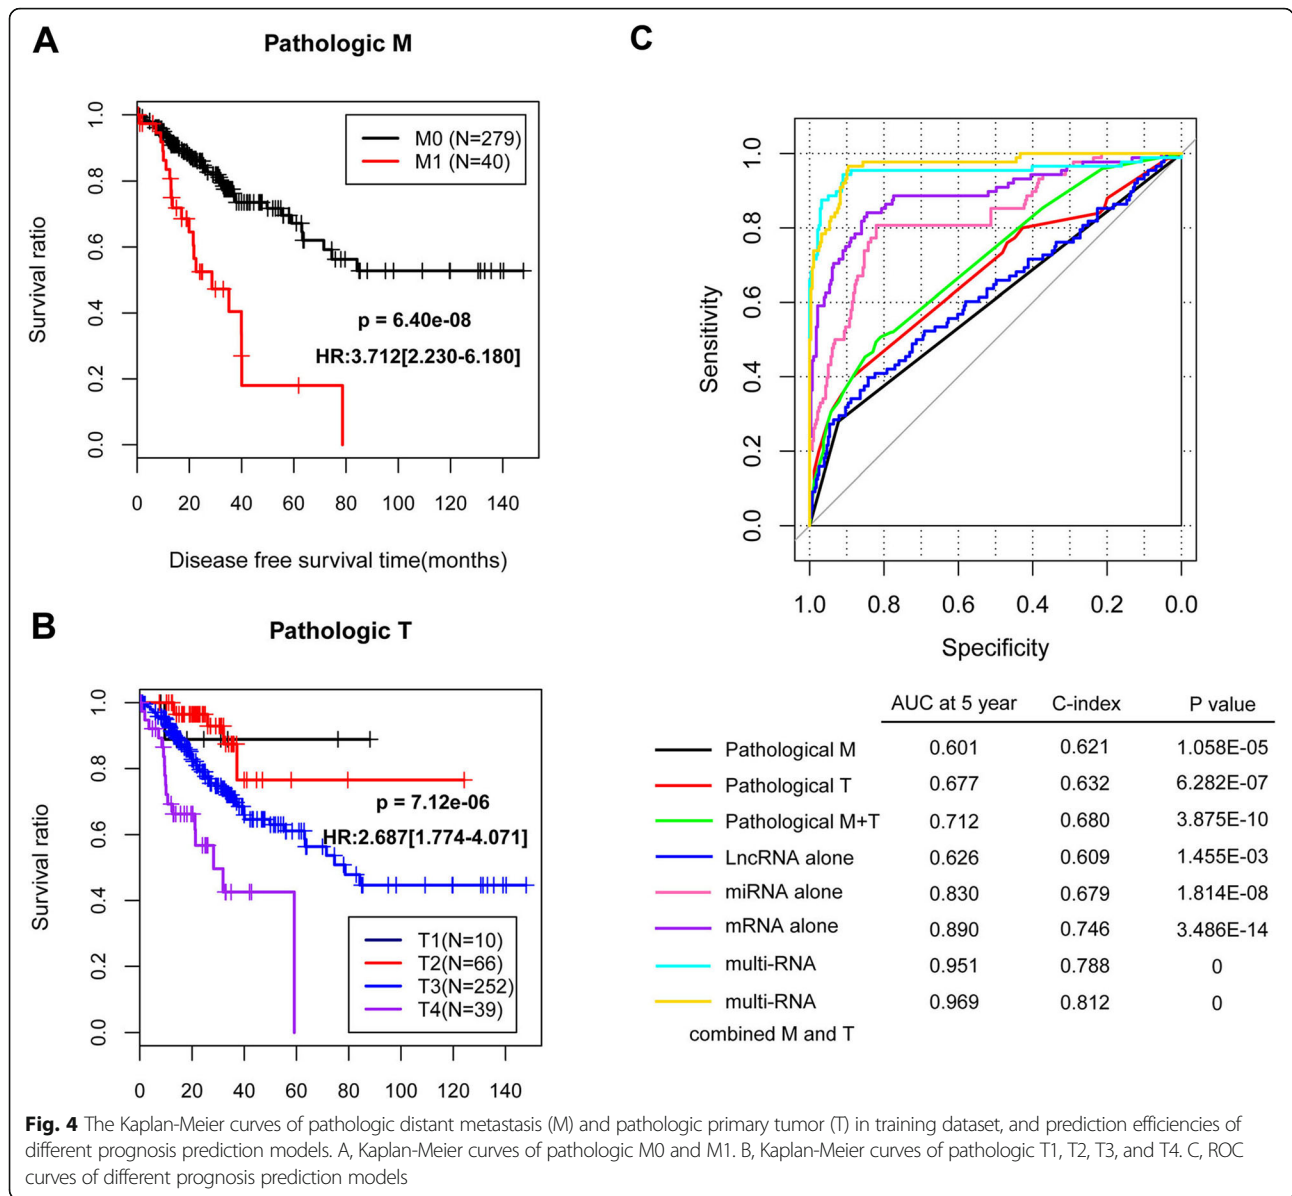 A
Pathologic M
Survival ratio
1.0
0.8
0.6
0.4
0.2
0.0
M0 (N=279)
M1 (N=40)
p = 6.40e-08
HR:3.712[2.230-6.180]
0 20 40 60 80 100 120 140
Disease free survival time(months)
B
Pathologic T
Survival ratio
1.0
0.8
0.6
0.4
0.2
0.0
p = 7.12e-06
HR:2.687[1.774-4.071]
T1(N=10)
T2(N=66)
T3(N=252)
T4(N=39)
0 20 40 60 80 100 120 140
C
Sensitivity
1.0
0.8
0.6
0.4
0.2
0.0
1.0 0.8 0.6 0.4 0.2 0.0
Specificity
AUC at 5 year C-index P value
Pathological M 0.601 0.621 1.058E-05
Pathological T 0.677 0.632 6.282E-07
Pathological M+T 0.712 0.680 3.875E-10
LncRNA alone 0.626 0.609 1.455E-03
miRNA alone 0.830 0.679 1.814E-08
mRNA alone 0.890 0.746 3.486E-14
multi-RNA 0.951 0.788 0
multi-RNA 0.969 0.812 0
combined M and T
Fig. 4 The Kaplan-Meier curves of pathologic distant metastasis (M) and pathologic primary tumor (T) in training dataset, and prediction efficiencies of
different prognosis prediction models. A, Kaplan-Meier curves of pathologic M0 and M1. B, Kaplan-Meier curves of pathologic T1, T2, T3, and T4. C, ROC
curves of different prognosis prediction models